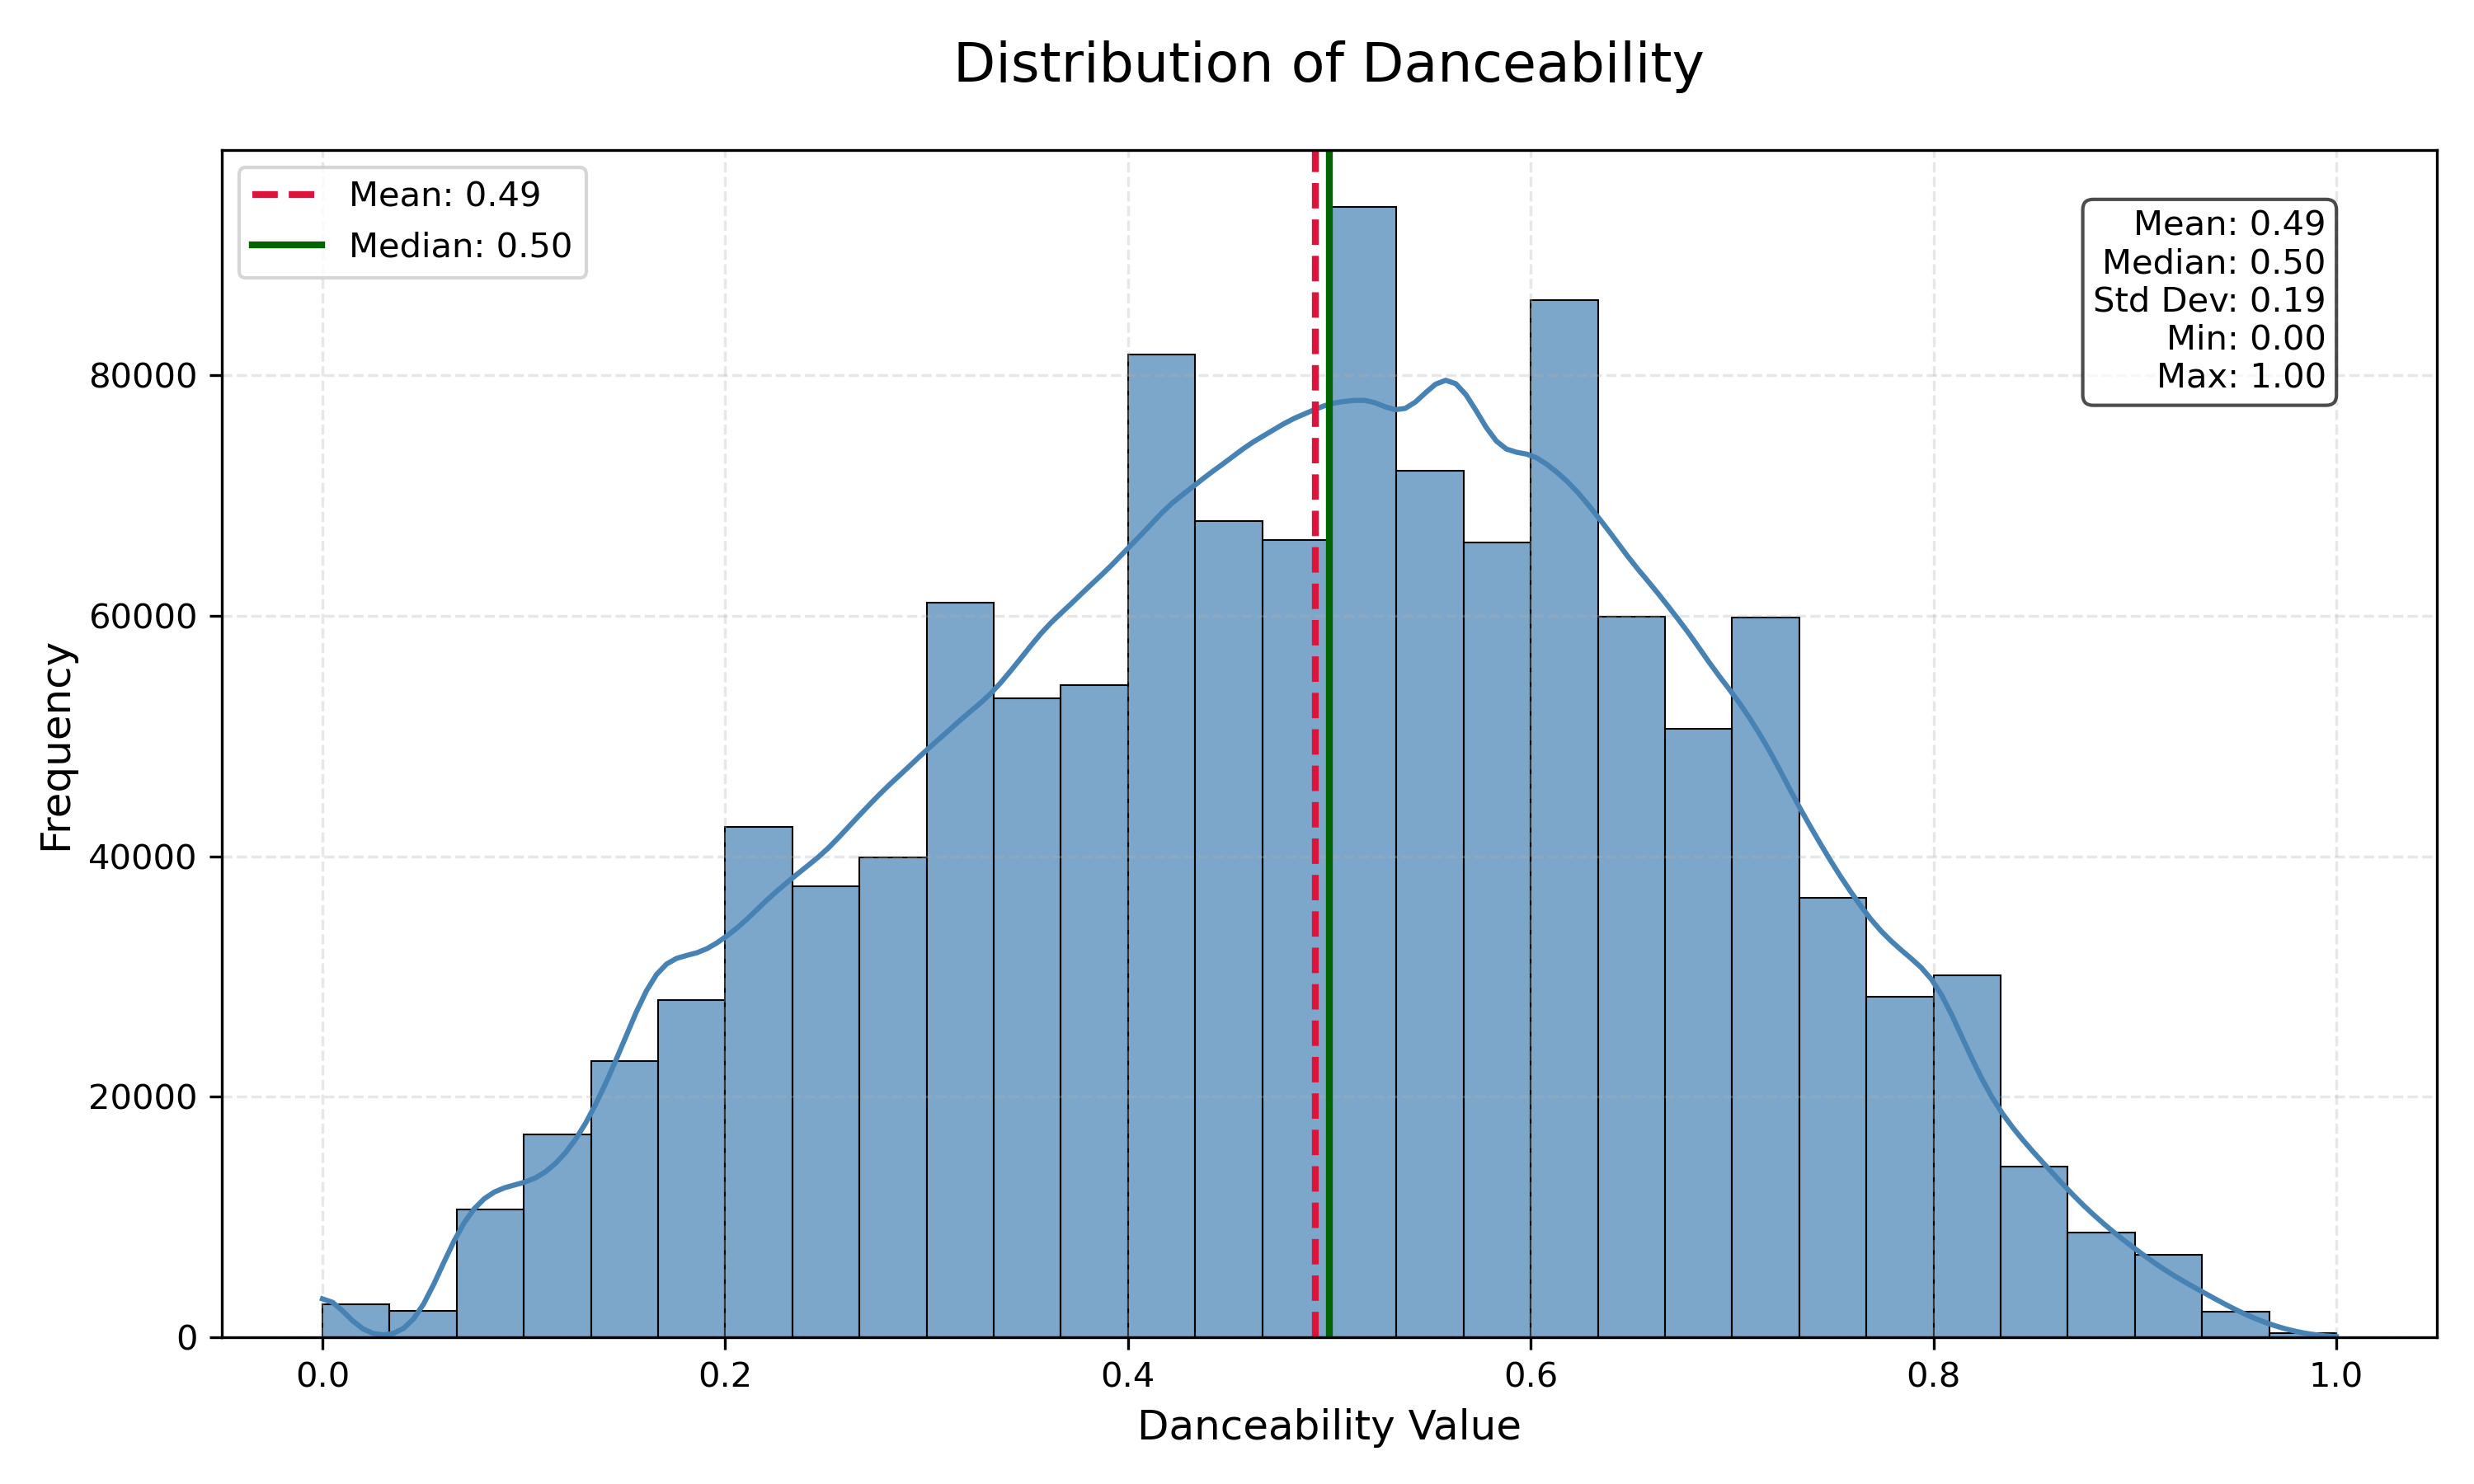 Distribution of Danceability
Mean: 0.49
Median: 0.50
Mean: 0.49
Median: 0.50
Std Dev: 0.19
Min: 0.00
Max: 1.00
Frequency
80000
60000
40000
20000
0
0.0 0.2 0.4 0.6 0.8 1.0
Danceability Value